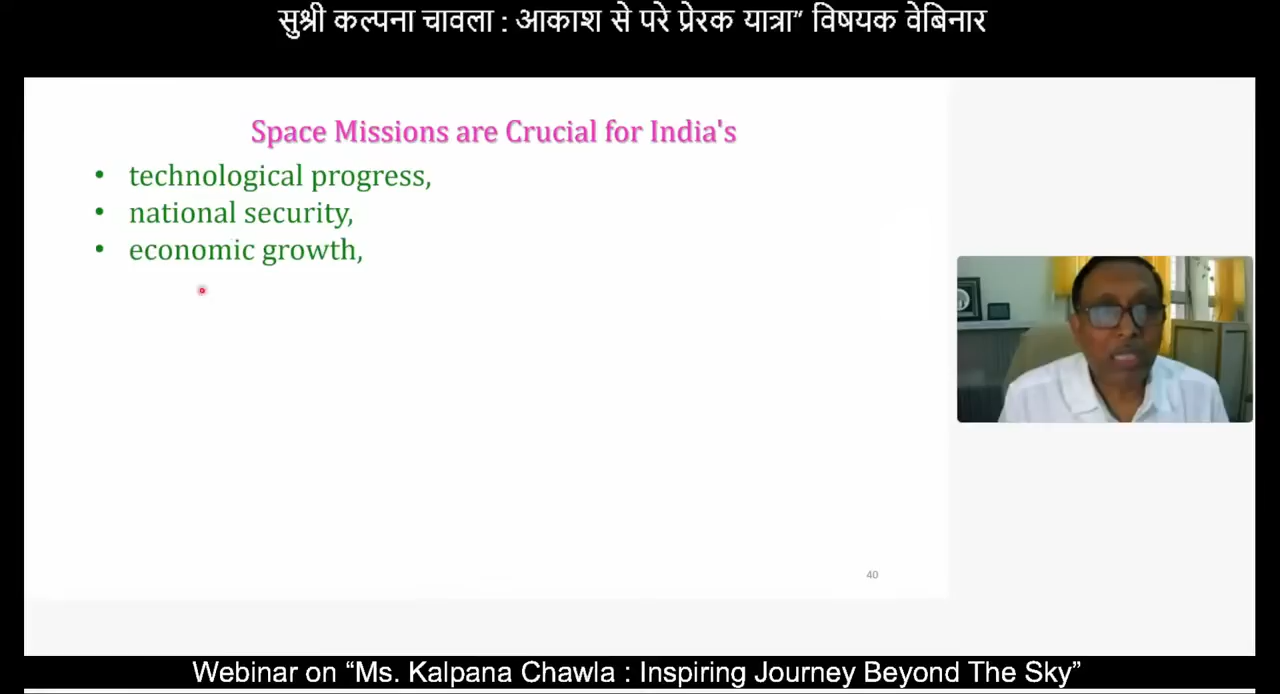 सुश्री कल्पना चावला : आकाश से परे प्रेरक यात्रा” विषयक वेबिनार
Space Missions are Crucial for India's
• technological progress,
• national security,
• economic growth,
40
Webinar on “Ms. Kalpana Chawla : Inspiring Journey Beyond The Sky”